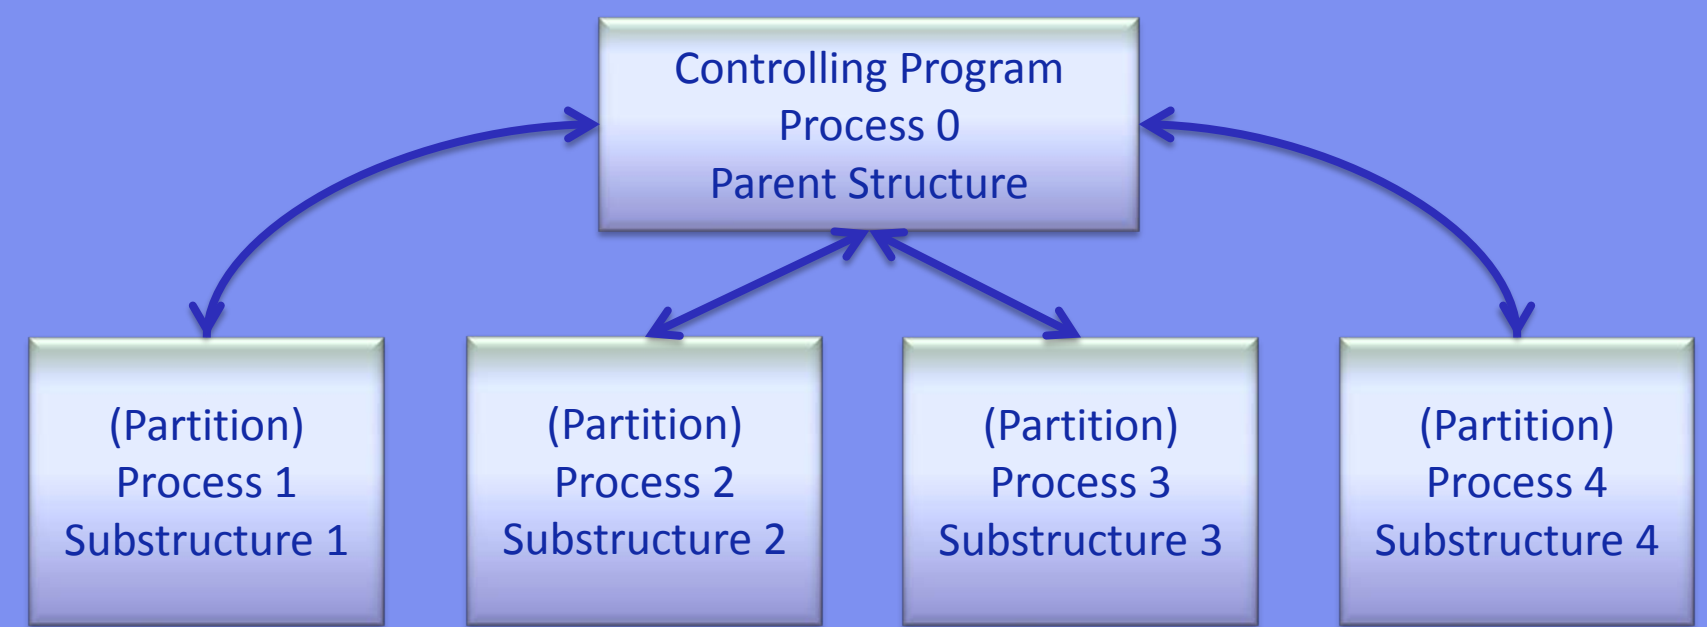 Controlling Program
Process 0
Parent Structure
(Partition)
Process 1
Substructure 1
(Partition)
Process 2
Substructure 2
(Partition)
Process 3
Substructure 3
(Partition)
Process 4
Substructure 4